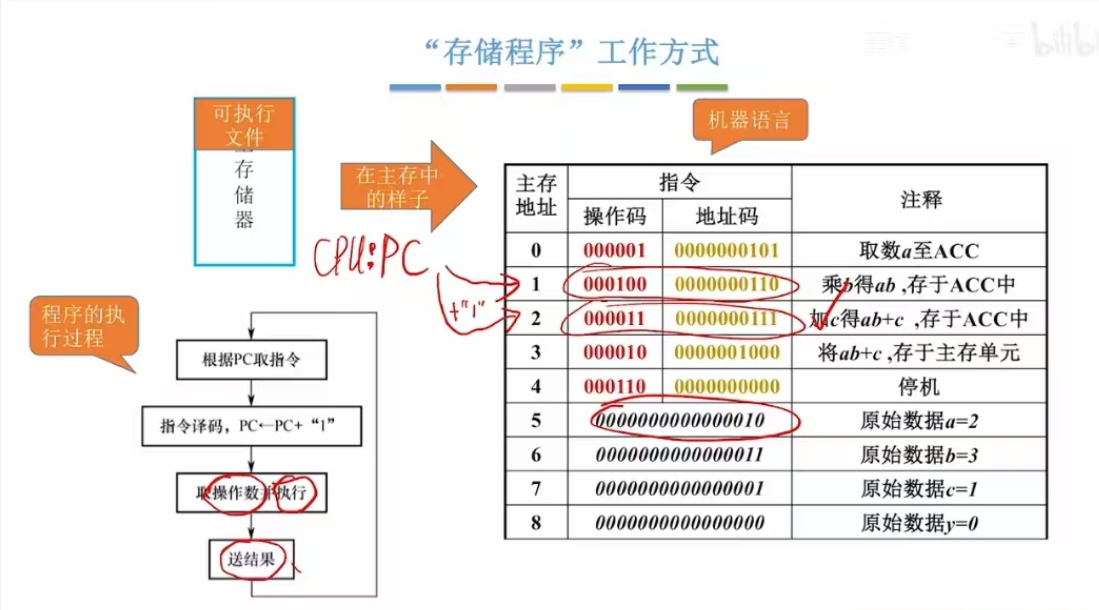 “存储程序”工作方式
bilibi
可执行
文件
主
存
储
器
在主存中
的样子
机器语言
CPU:PC
+"1"
主存
地址
指令
注释
操作码 地址码
0 000001 0000000101 取数a至ACC
1 000100 0000000110 乘b得ab ,存于ACC中
2 000011 0000000111 加c得ab+c ,存于ACC中
3 000010 0000001000 将ab+c ,存于主存单元
4 000110 0000000000 停机
5 0000000000000010 原始数据a=2
6 0000000000000011 原始数据b=3
7 0000000000000001 原始数据c=1
8 0000000000000000 原始数据y=0
程序的执
行过程
根据PC取指令
指令译码，PC←PC+“1”
取操作数并执行
送结果